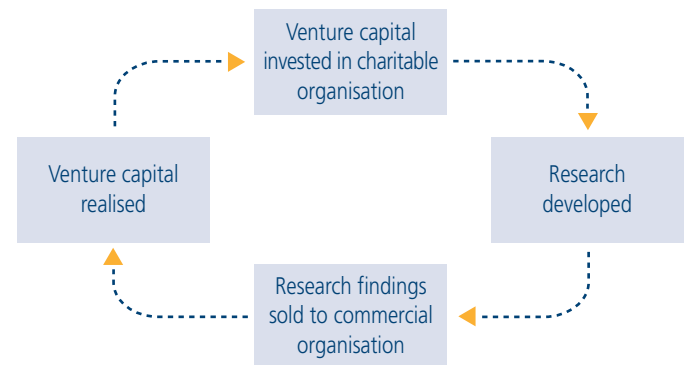 Venture capital
invested in charitable
organisation
Research
developed
Research findings
sold to commercial
organisation
Venture capital
realised